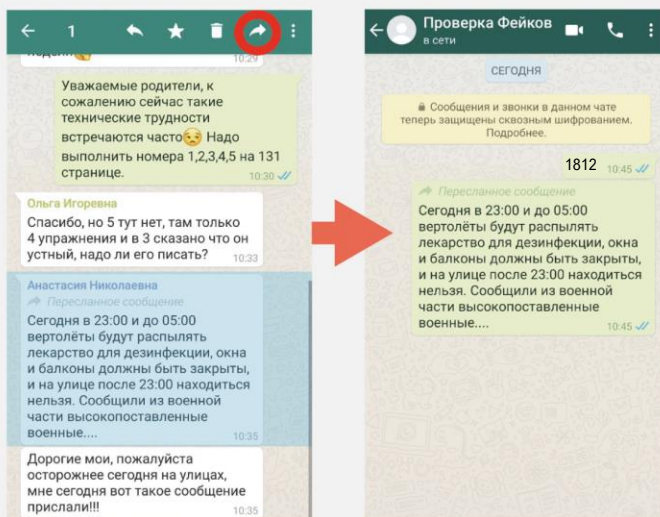 1
10:29
Уважаемые родители, к
сожалению сейчас такие
технические трудности
встречаются часто😒 Надо
выполнить номера 1,2,3,4,5 на 131
странице.
10:30
Ольга Игоревна
Спасибо, но 5 тут нет, там только
4 упражнения и в 3 сказано что он
устный, надо ли его писать?
10:33
Анастасия Николаевна
Пересланное сообщение
Сегодня в 23:00 и до 05:00
вертолёты будут распылять
лекарство для дезинфекции, окна
и балконы должны быть закрыты,
и на улице после 23:00 находиться
нельзя. Сообщили из военной
части высокопоставленные
военные....
10:35
Дорогие мои, пожалуйста
осторожнее сегодня на улицах,
мне сегодня вот такое сообщение
прислали!!!
10:35
Проверка Фейков
в сети
СЕГОДНЯ
Сообщения и звонки в данном чате
теперь защищены сквозным шифрованием.
Подробнее.
1812 10:45
Пересланное сообщение
Сегодня в 23:00 и до 05:00
вертолёты будут распылять
лекарство для дезинфекции, окна
и балконы должны быть закрыты,
и на улице после 23:00 находиться
нельзя. Сообщили из военной
части высокопоставленные
военные....
10:45